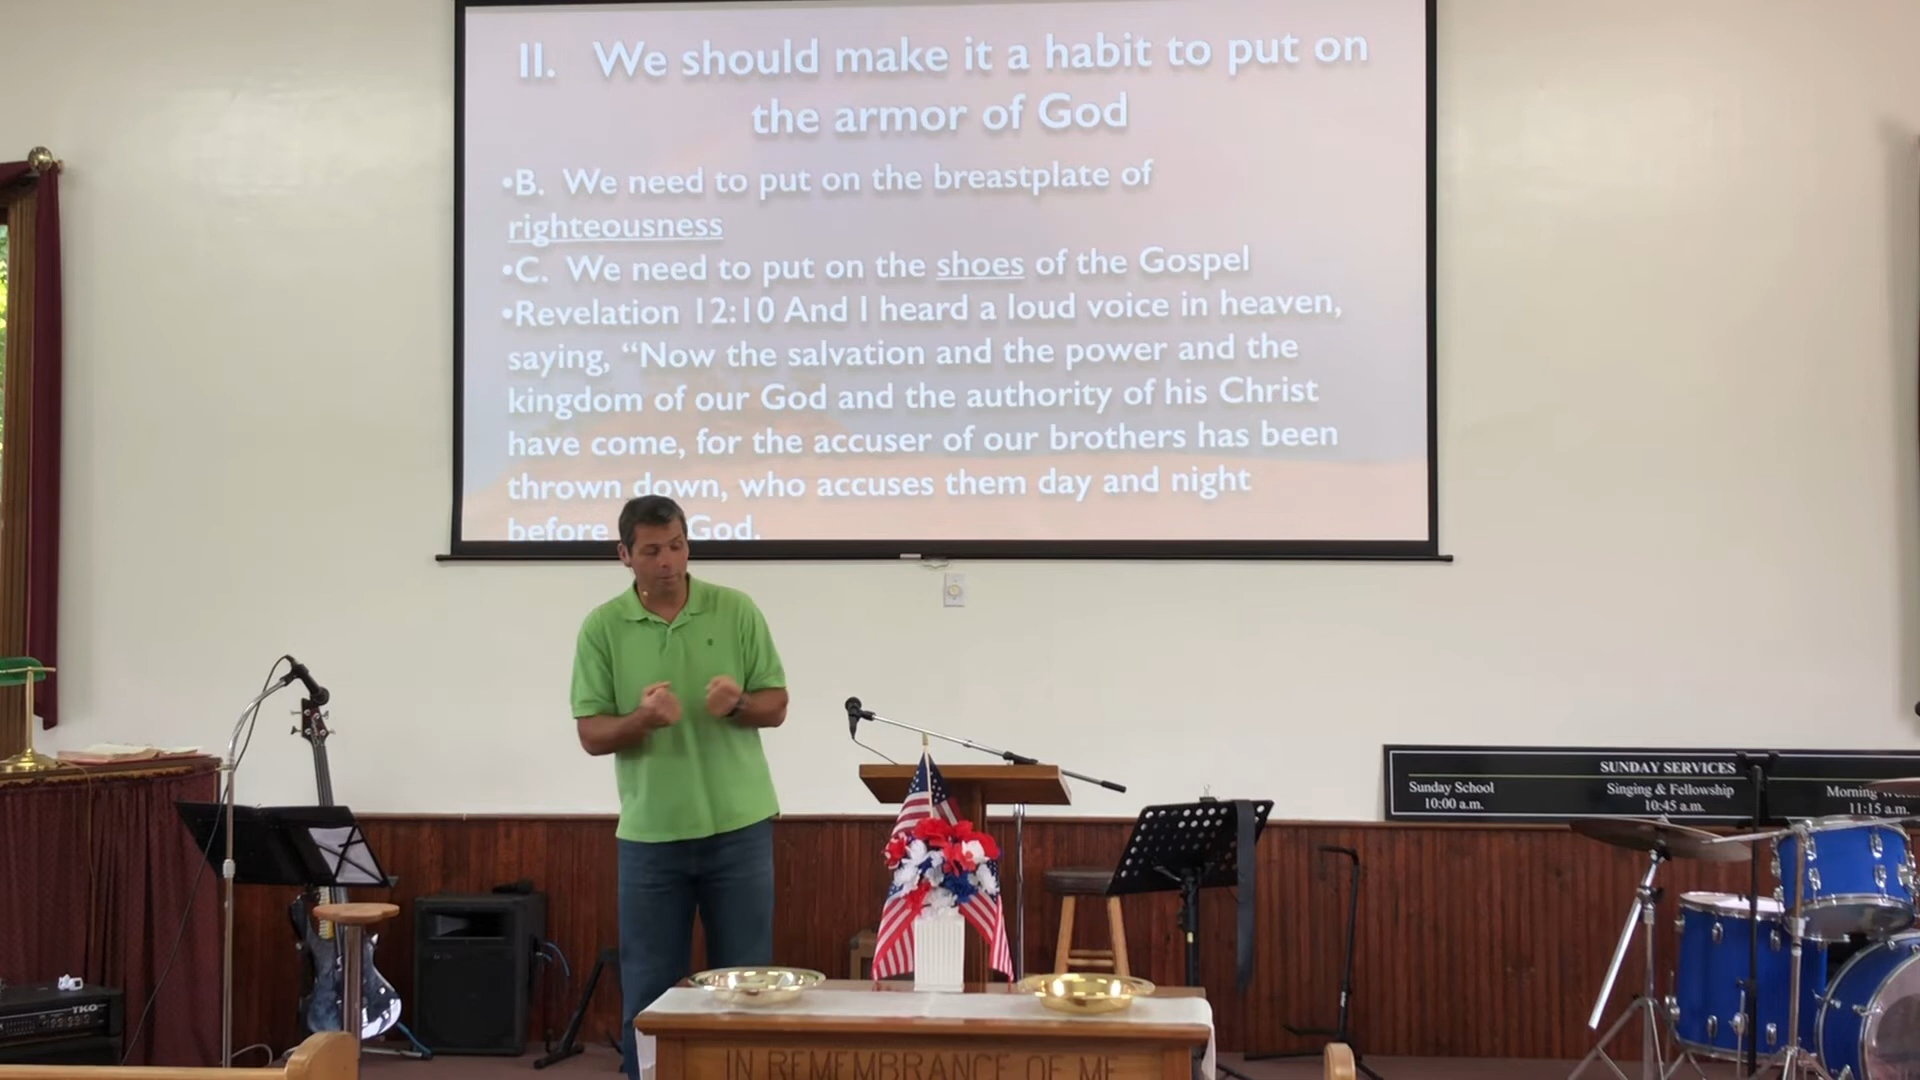 II. We should make it a habit to put on
the armor of God
•B. We need to put on the breastplate of
righteousness
•C. We need to put on the shoes of the Gospel
•Revelation 12:10 And I heard a loud voice in heaven,
saying, “Now the salvation and the power and the
kingdom of our God and the authority of his Christ
have come, for the accuser of our brothers has been
thrown down, who accuses them day and night
before God.
SUNDAY SERVICES
Sunday School
10:00 a.m.
Singing & Fellowship
10:45 a.m.
Morning
11:15 a.m.
TKO
IN REMEMBRANCE OF ME